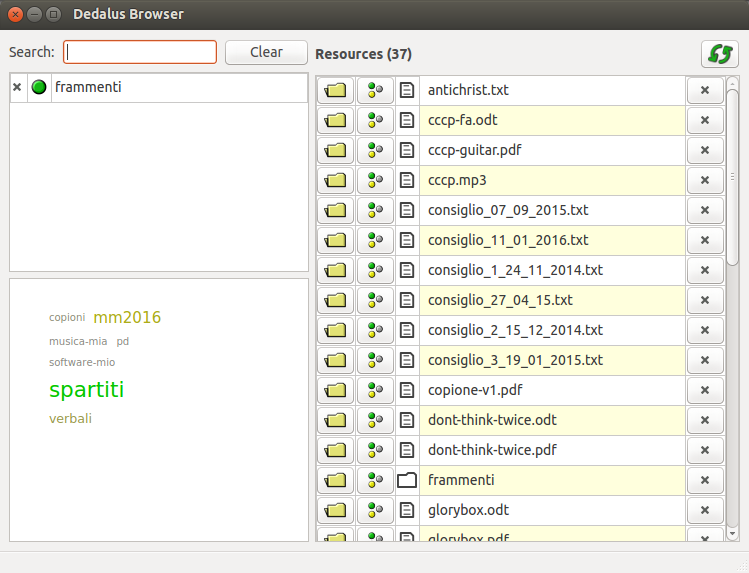 Dedalus Browser
Search:
Clear
Resources (37)
frammenti
copioni mm2016
musica-mia pd
software-mio
spartiti
verbali
antichrist.txt
cccp-fa.odt
cccp-guitar.pdf
cccp.mp3
consiglio_07_09_2015.txt
consiglio_11_01_2016.txt
consiglio_1_24_11_2014.txt
consiglio_27_04_15.txt
consiglio_2_15_12_2014.txt
consiglio_3_19_01_2015.txt
copione-v1.pdf
dont-think-twice.odt
dont-think-twice.pdf
frammenti
glorybox.odt
glorybox.pdf